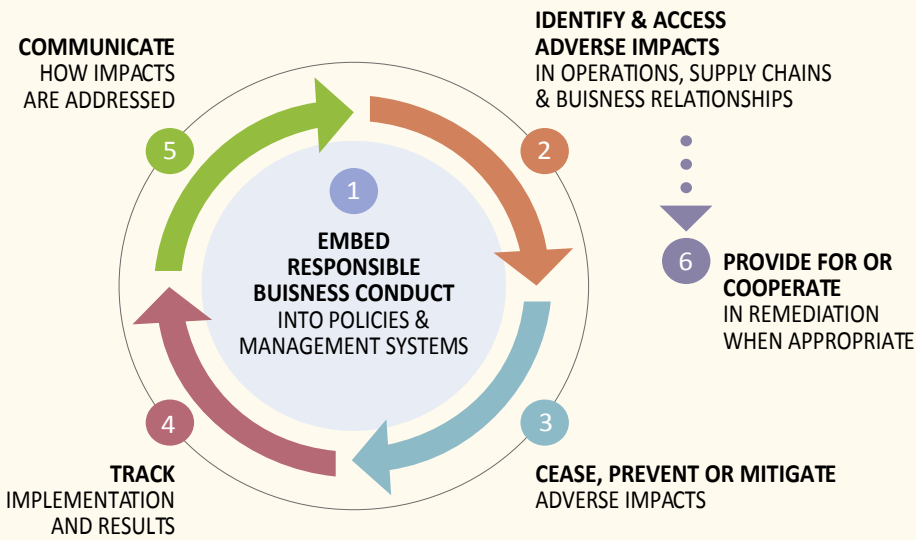 1
EMBED
RESPONSIBLE
BUISNESS CONDUCT
INTO POLICIES &
MANAGEMENT SYSTEMS
2
IDENTIFY & ACCESS
ADVERSE IMPACTS
IN OPERATIONS, SUPPLY CHAINS
& BUISNESS RELATIONSHIPS
3
CEASE, PREVENT OR MITIGATE
ADVERSE IMPACTS
4
TRACK
IMPLEMENTATION
AND RESULTS
5
COMMUNICATE
HOW IMPACTS
ARE ADDRESSED
6
PROVIDE FOR OR
COOPERATE
IN REMEDIATION
WHEN APPROPRIATE